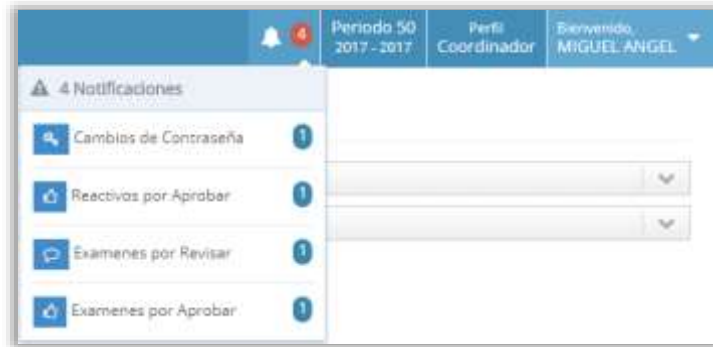 4
Periodo 50
2017 - 2017
Perfil
Coordinador
Bienvenido,
MIGUEL ANGEL
4 Notificaciones
Cambios de Contraseña 1
Reactivos por Aprobar 1
Examenes por Revisar 1
Examenes por Aprobar 1